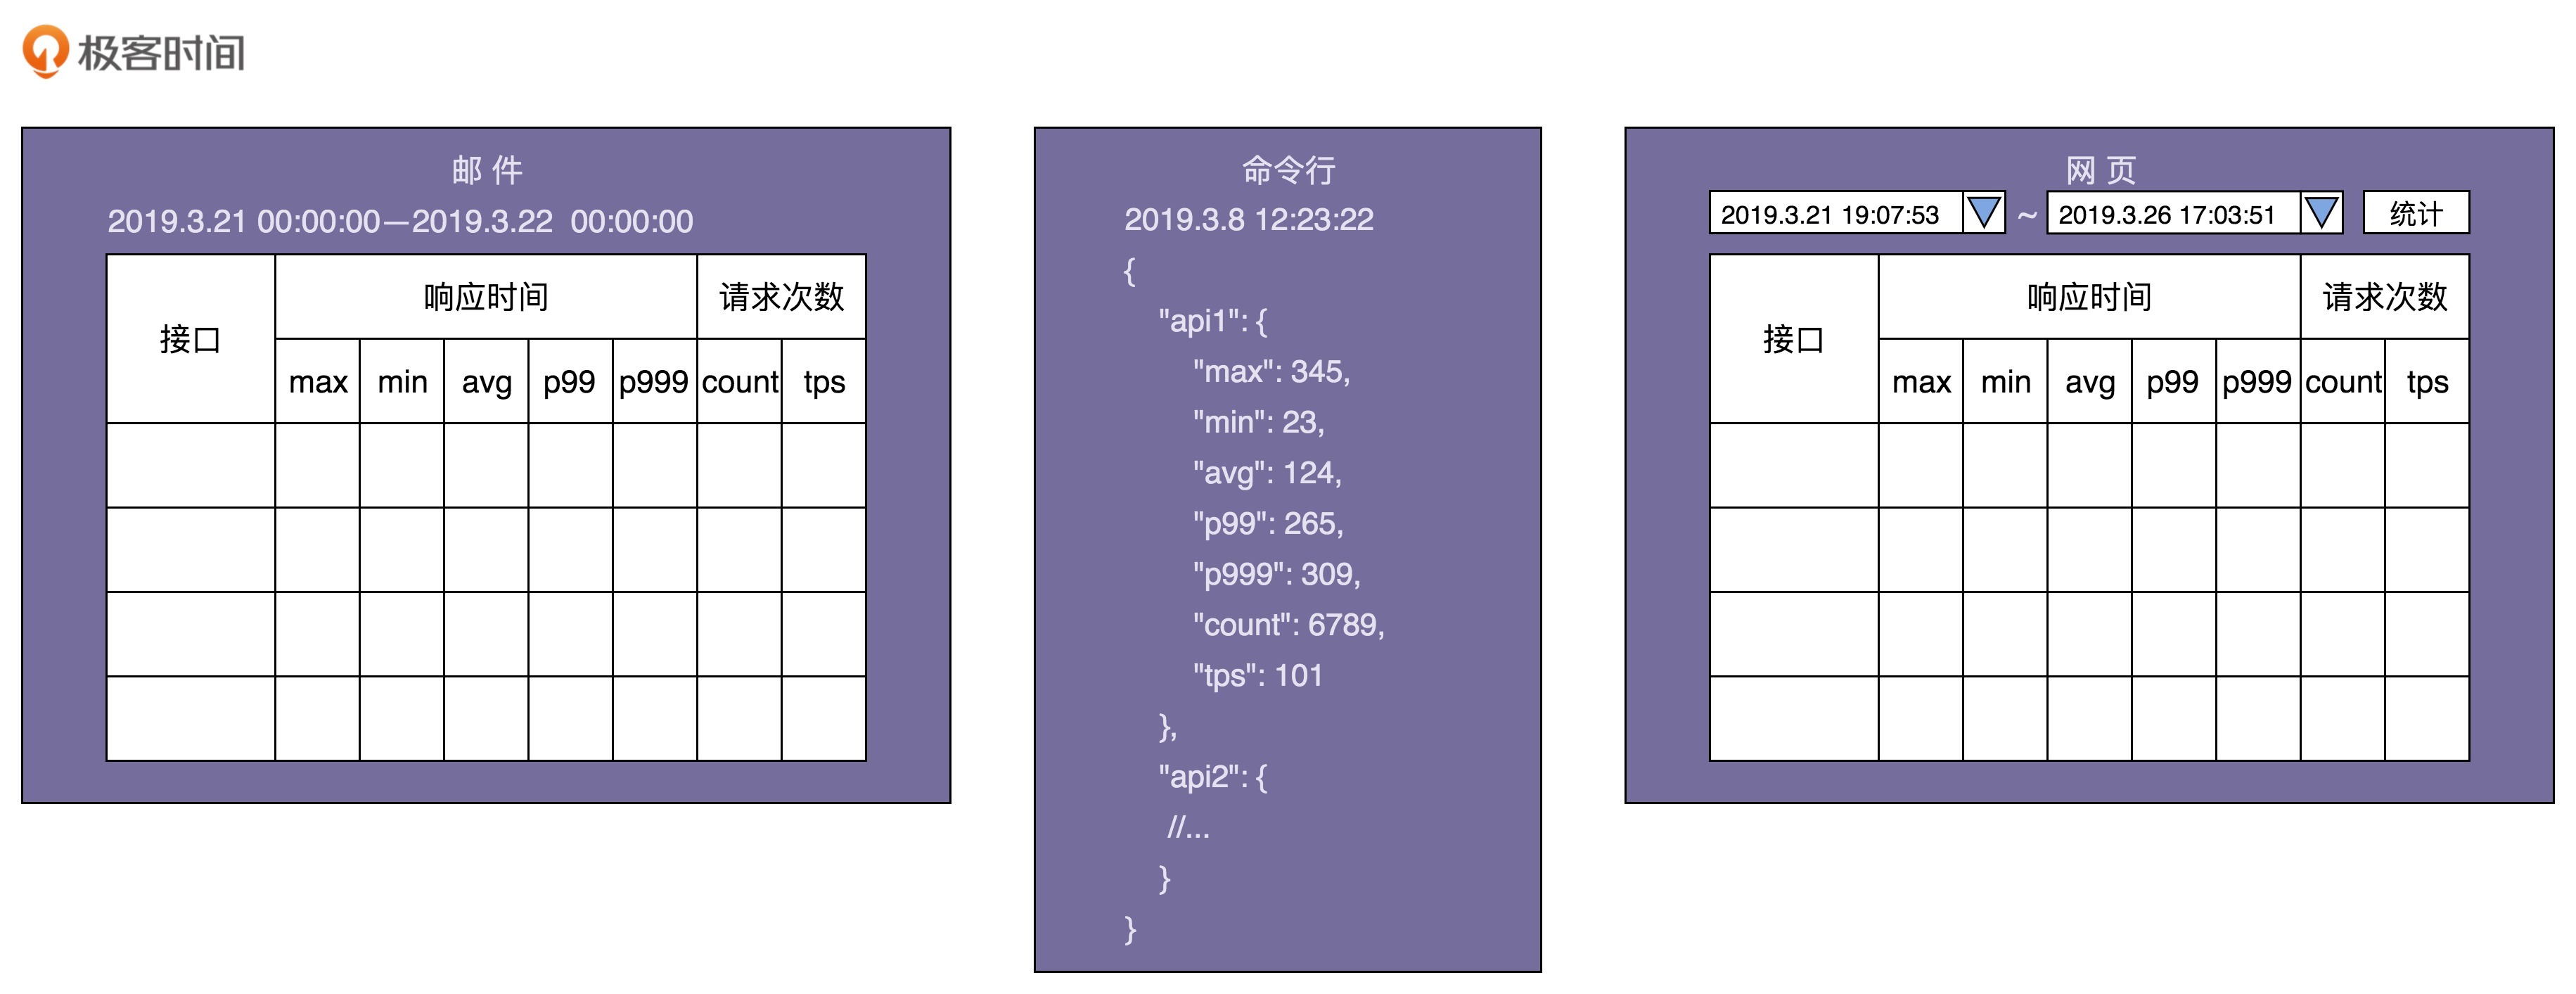 极客时间
邮 件
2019.3.21 00:00:00—2019.3.22  00:00:00
接口
响应时间
请求次数
max min avg p99 p999 count tps
命令行
2019.3.8 12:23:22
{
"api1": {
"max": 345,
"min": 23,
"avg": 124,
"p99": 265,
"p999": 309,
"count": 6789,
"tps": 101
},
"api2": {
//...
}
}
网 页
2019.3.21 19:07:53 ~ 2019.3.26 17:03:51 统计
接口
响应时间
请求次数
max min avg p99 p999 count tps